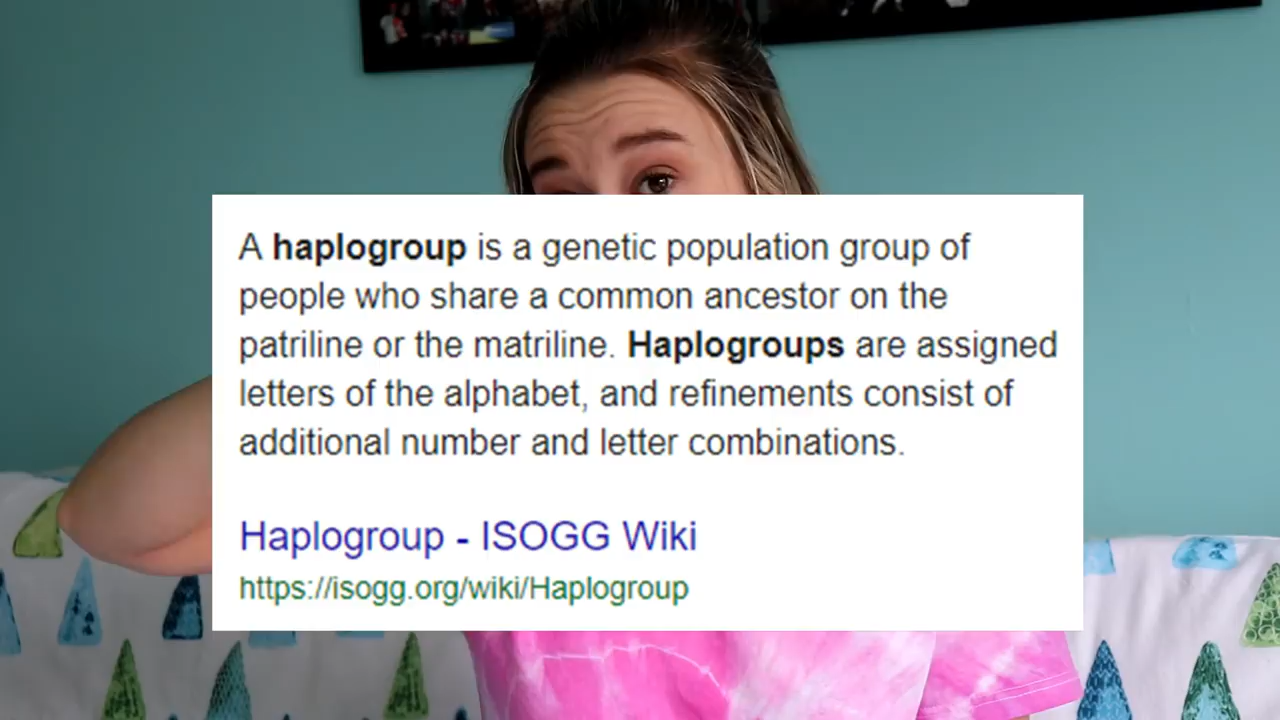 A haplogroup is a genetic population group of
people who share a common ancestor on the
patriline or the matriline. Haplogroups are assigned
letters of the alphabet, and refinements consist of
additional number and letter combinations.
Haplogroup - ISOGG Wiki
https://isogg.org/wiki/Haplogroup